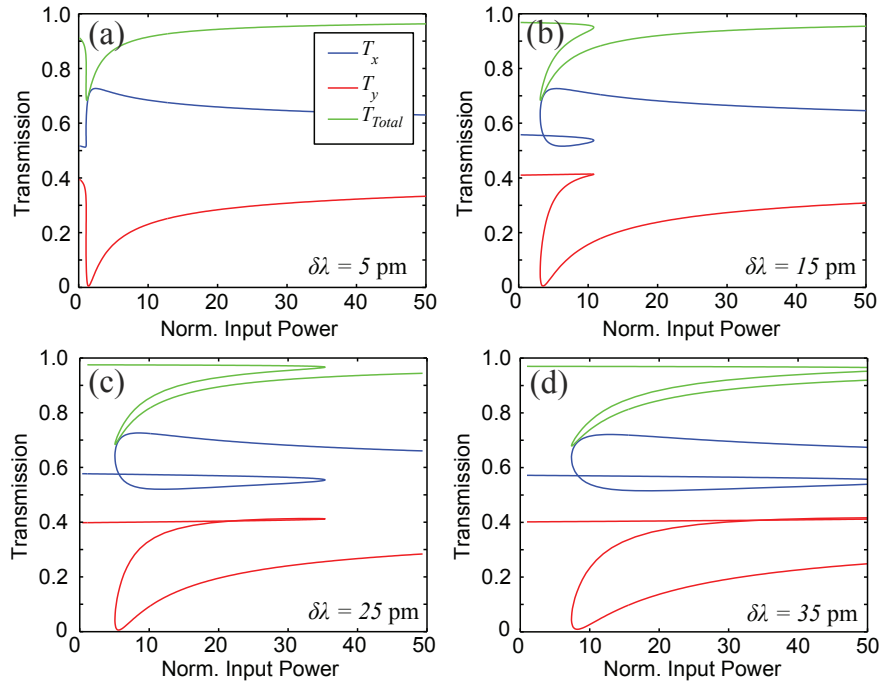 1.0
0.8
0.6
0.4
0.2
0
Transmission
(a)
T_x
T_y
T_Total
δλ = 5 pm
0 10 20 30 40 50
Norm. Input Power
1.0
0.8
0.6
0.4
0.2
0
Transmission
(b)
δλ = 15 pm
0 10 20 30 40 50
Norm. Input Power
1.0
0.8
0.6
0.4
0.2
0
Transmission
(c)
δλ = 25 pm
0 10 20 30 40 50
Norm. Input Power
1.0
0.8
0.6
0.4
0.2
0
Transmission
(d)
δλ = 35 pm
0 10 20 30 40 50
Norm. Input Power